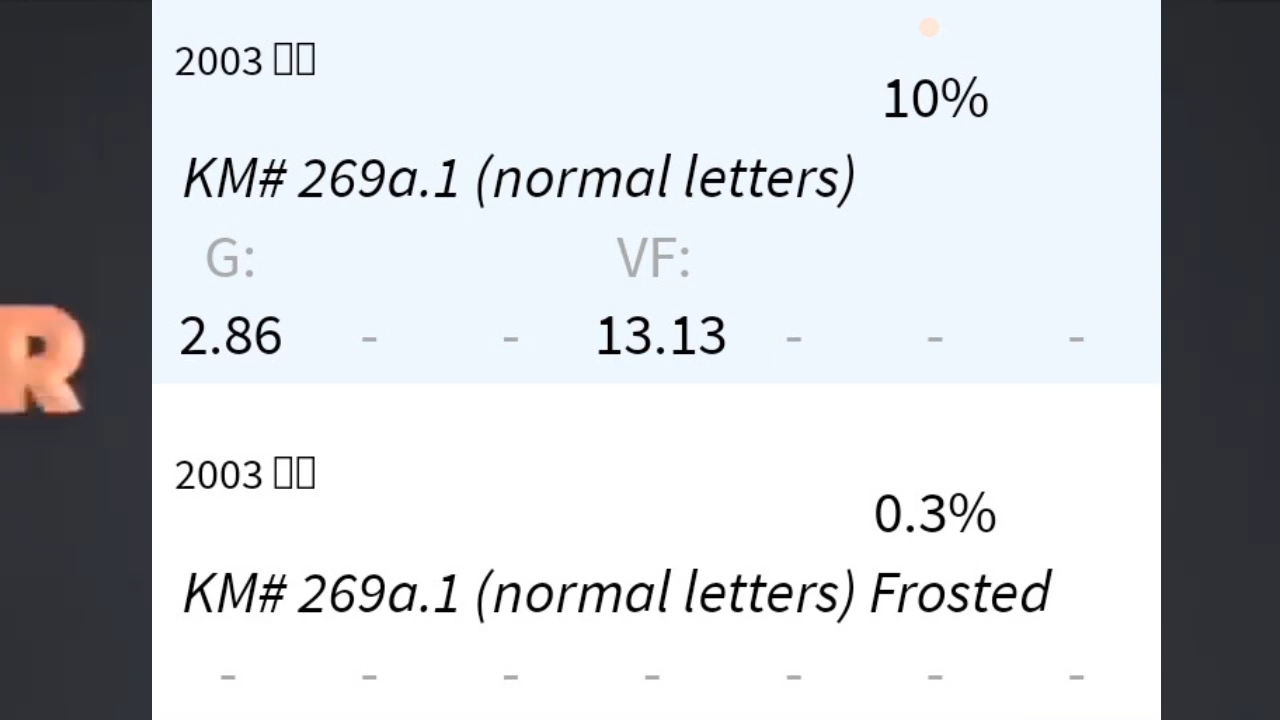 2003 𥫗𥫗
10%
KM# 269a.1 (normal letters)
G: VF:
2.86 - - 13.13 - - -
R
2003
0.3%
KM# 269a.1 (normal letters) Frosted
- - - - - - -